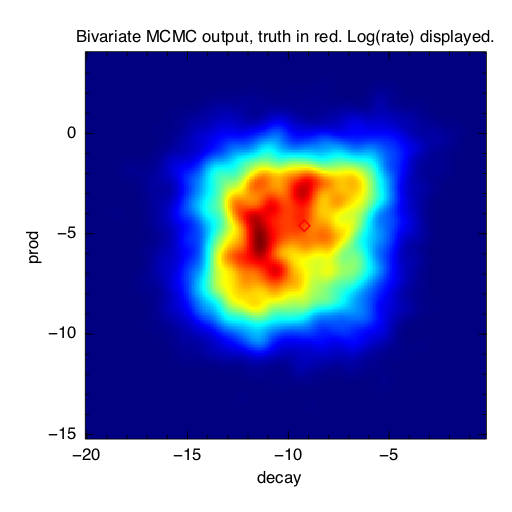 Bivariate MCMC output, truth in red. Log(rate) displayed.
0
−5
−10
−15
prod
−20 −15 −10 −5
decay